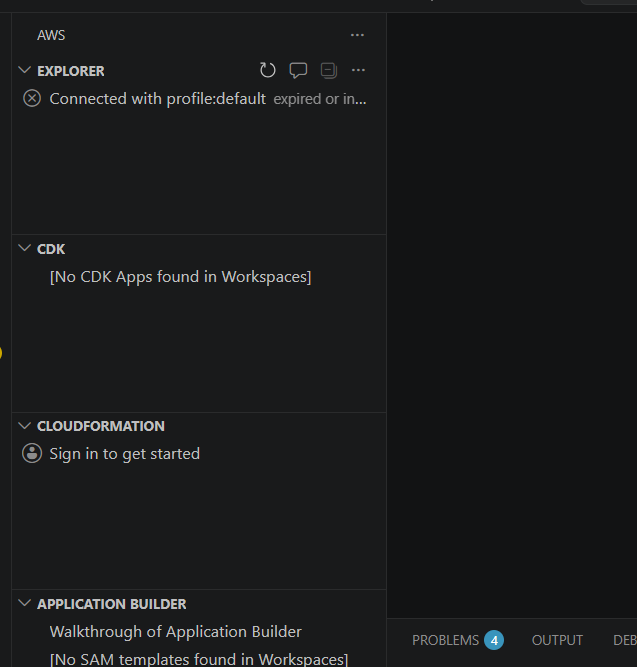 AWS
EXPLORER
Connected with profile:default expired or in...
CDK
[No CDK Apps found in Workspaces]
CLOUDFORMATION
Sign in to get started
APPLICATION BUILDER
Walkthrough of Application Builder
[No SAM templates found in Workspaces]
PROBLEMS 4 OUTPUT DEB